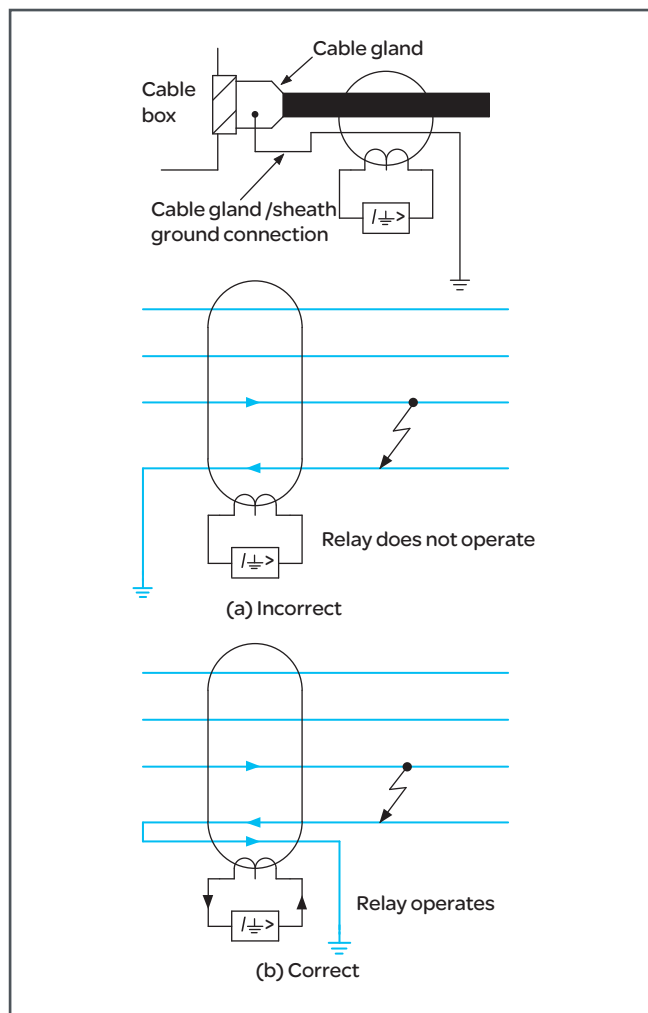 Cable gland
Cable
box
Cable gland /sheath
ground connection
I⏚>
Relay does not operate
I⏚>
(a) Incorrect
Relay operates
I⏚>
(b) Correct